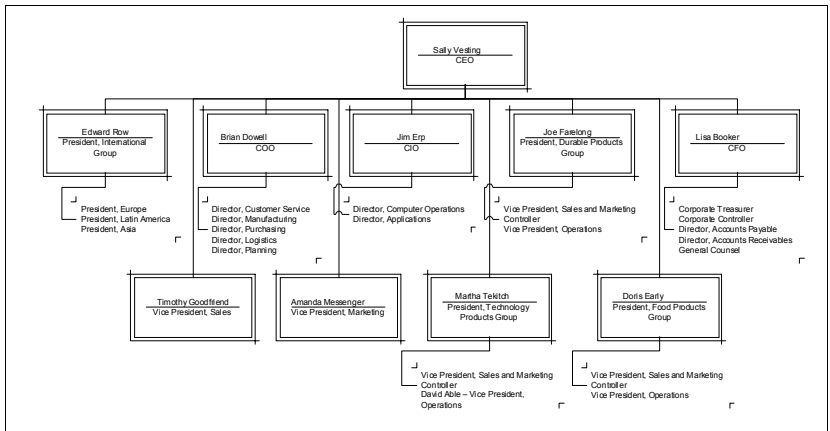 Sally Vesting
CEO
Edward Row
President, International
Group
Brian Dowell
COO
Jim Erp
CIO
Joe Farelong
President, Durable Products
Group
Lisa Booker
CFO
President, Europe
President, Latin America
President, Asia
Director, Customer Service
Director, Manufacturing
Director, Purchasing
Director, Logistics
Director, Planning
Director, Computer Operations
Director, Applications
Vice President, Sales and Marketing
Controller
Vice President, Operations
Corporate Treasurer
Corporate Controller
Director, Accounts Payable
Director, Accounts Receivables
General Counsel
Timothy Goodfriend
Vice President, Sales
Amanda Messenger
Vice President, Marketing
Martha Tekitch
President, Technology
Products Group
Doris Early
President, Food Products
Group
Vice President, Sales and Marketing
Controller
David Able – Vice President,
Operations
Vice President, Sales and Marketing
Controller
Vice President, Operations